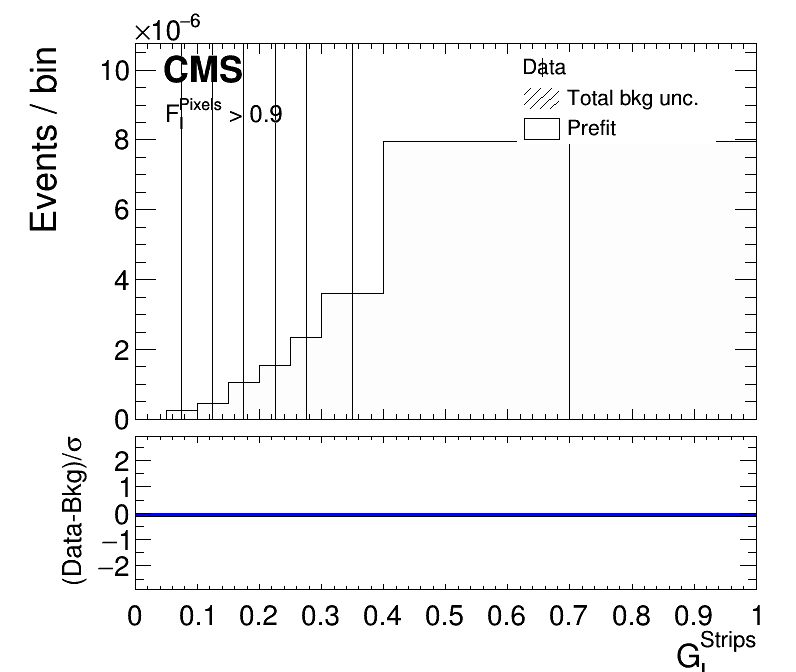 ×10⁻⁶
CMS
F_i^Pixels > 0.9
Data
Total bkg unc.
Prefit
Events / bin
10
8
6
4
2
0
(Data-Bkg)/σ
2
1
0
−1
−2
0 0.1 0.2 0.3 0.4 0.5 0.6 0.7 0.8 0.9 1
G_i^Strips